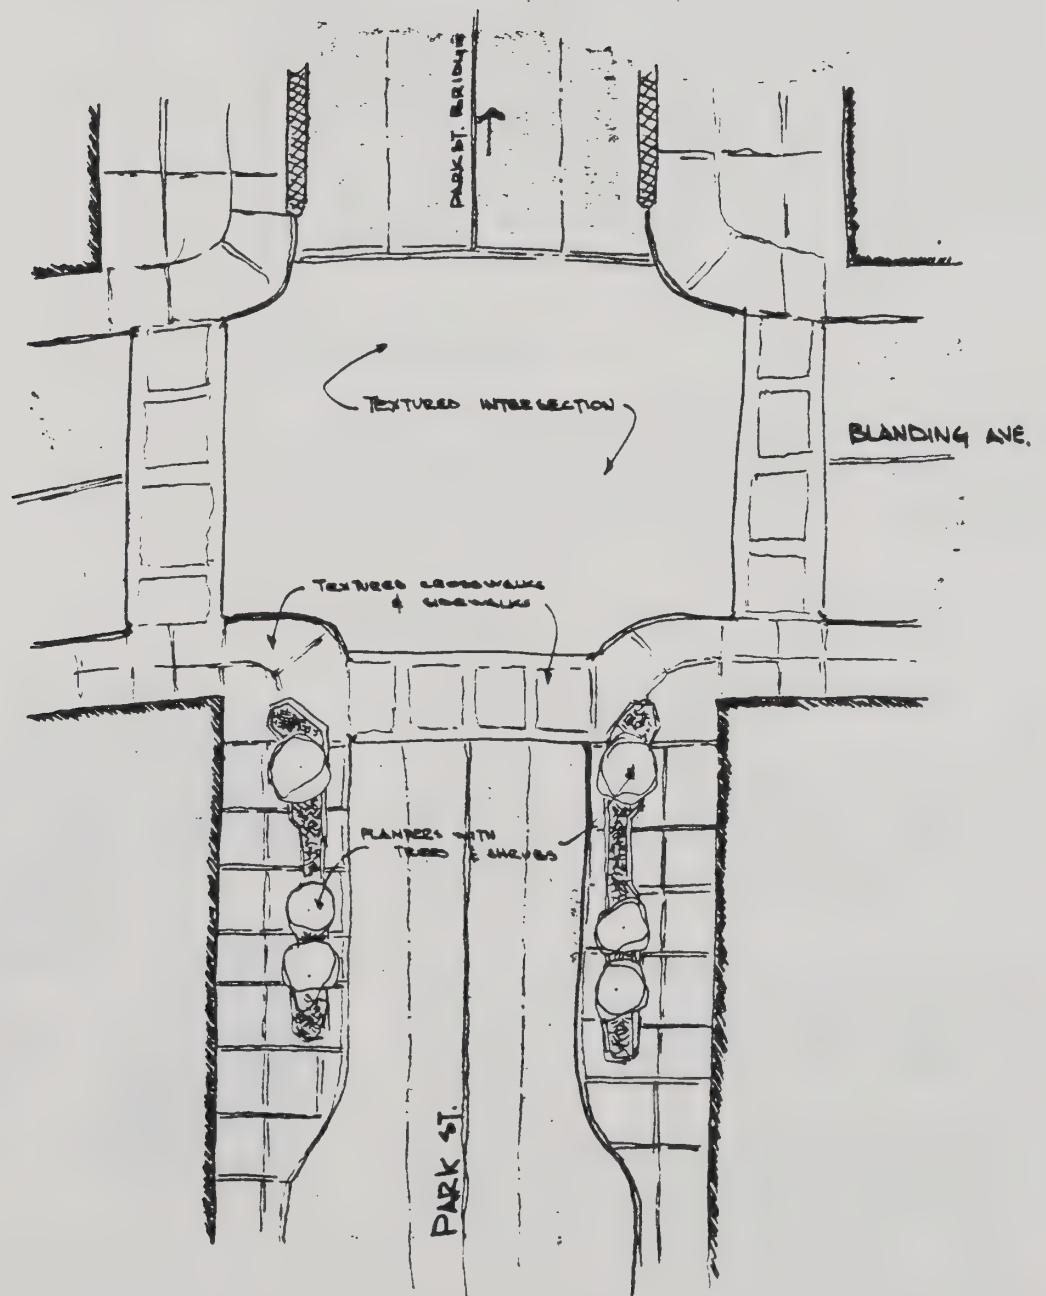 PARK ST. BRIDGE
TEXTURED INTERSECTION
BLANDING AVE.
TEXTURED CROSSWALKS
& SIDEWALKS
PLANTERS WITH
TREES & SHRUBS
PARK ST.